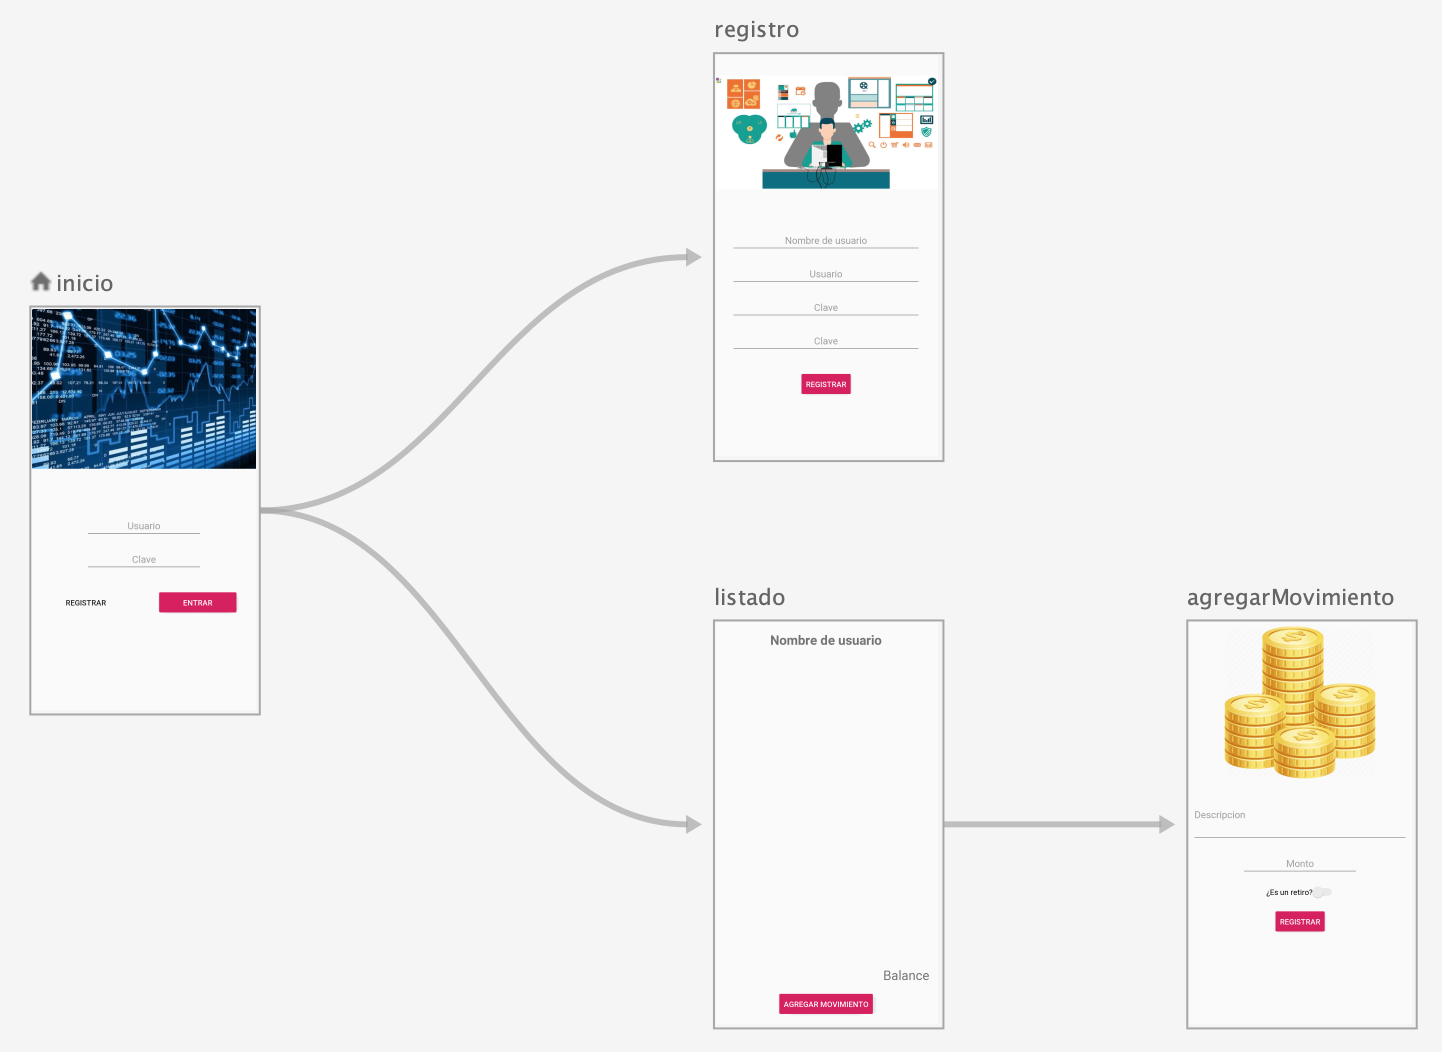 registro
Nombre de usuario
Usuario
Clave
Clave
REGISTRAR
inicio
Usuario
Clave
REGISTRAR
ENTRAR
listado
Nombre de usuario
Balance
AGREGAR MOVIMIENTO
agregarMovimiento
Descripcion
Monto
¿Es un retiro?
REGISTRAR